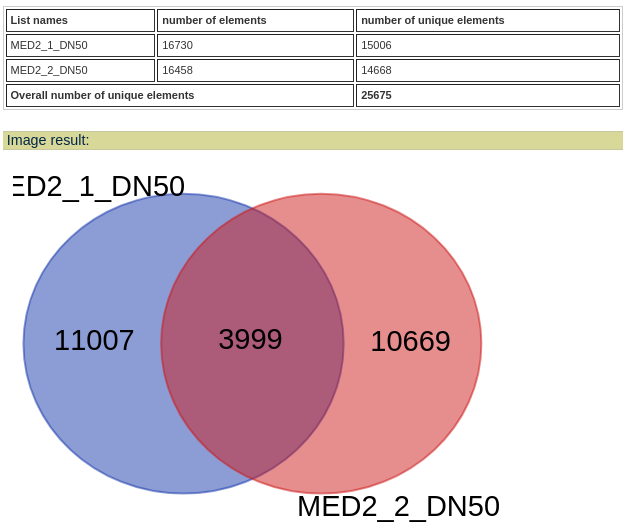 List names number of elements number of unique elements
MED2_1_DN50 16730 15006
MED2_2_DN50 16458 14668
Overall number of unique elements 25675
Image result:
ED2_1_DN50
11007 3999 10669
MED2_2_DN50